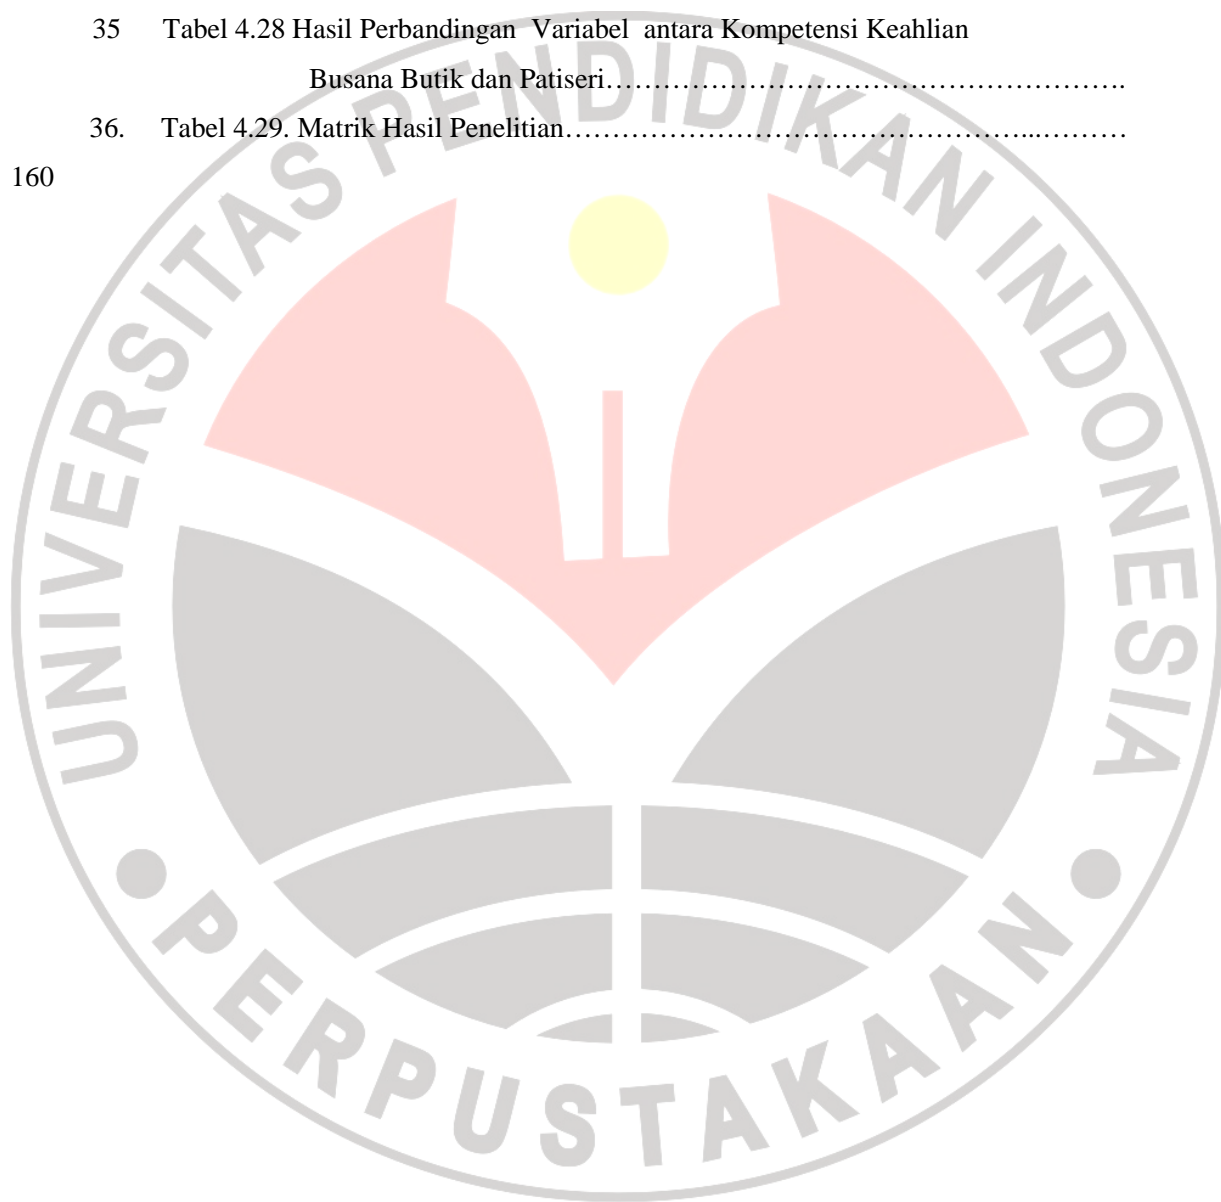 35 Tabel 4.28 Hasil Perbandingan Variabel antara Kompetensi Keahlian
Busana Butik dan Patiseri……………………………………………….
36. Tabel 4.29. Matrik Hasil Penelitian…………………………………………...………
160
UNIVERSITAS PENDIDIKAN INDONESIA
PERPUSTAKAAN